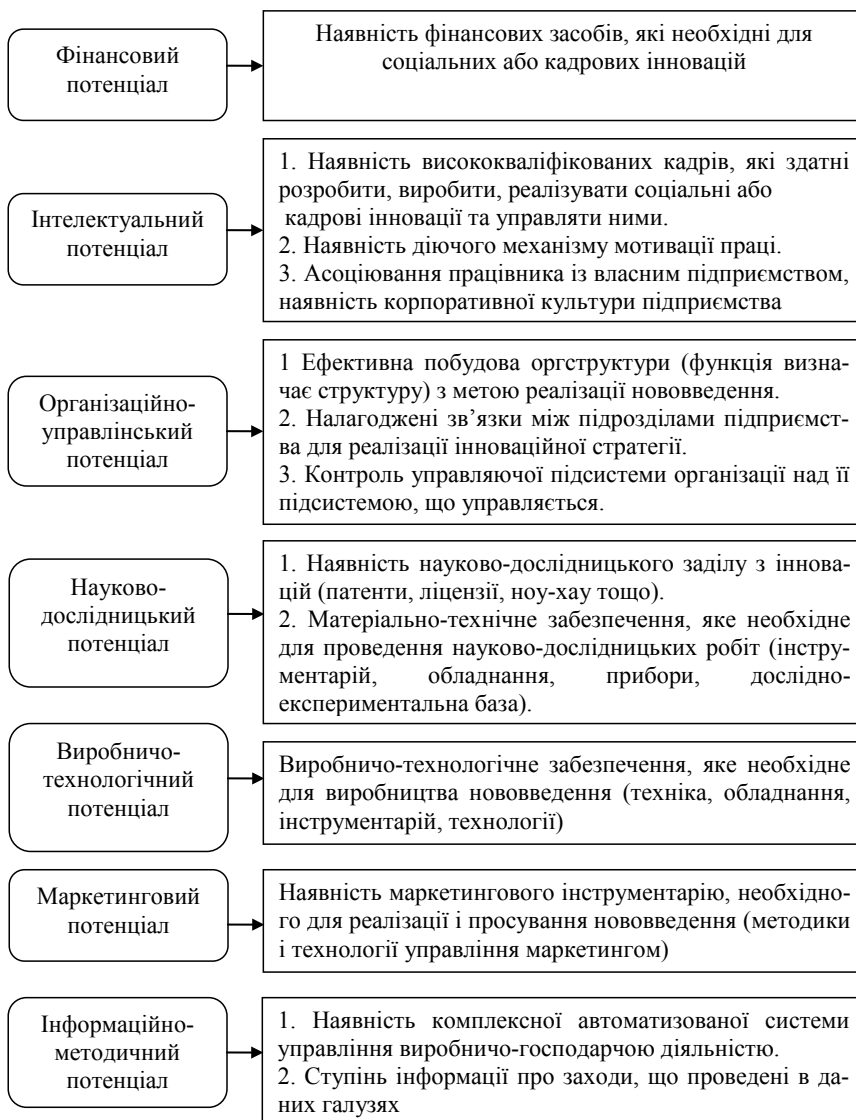 Фінансовий
потенціал
Наявність фінансових засобів, які необхідні для
соціальних або кадрових інновацій
Інтелектуальний
потенціал
1. Наявність висококваліфікованих кадрів, які здатні
розробити, виробити, реалізувати соціальні або
кадрові інновації та управляти ними.
2. Наявність діючого механізму мотивації праці.
3. Асоціювання працівника із власним підприємством,
наявність корпоративної культури підприємства
Організаційно-
управлінський
потенціал
1 Ефективна побудова оргструктури (функція визна-
чає структуру) з метою реалізації нововведення.
2. Налагоджені зв’язки між підрозділами підприємст-
ва для реалізації інноваційної стратегії.
3. Контроль управляючої підсистеми організації над її
підсистемою, що управляється.
Науково-
дослідницький
потенціал
1. Наявність науково-дослідницького заділу з іннова-
цій (патенти, ліцензії, ноу-хау тощо).
2. Матеріально-технічне забезпечення, яке необхідне
для проведення науково-дослідницьких робіт (інстру-
ментарій, обладнання, прибори, дослідно-
експериментальна база).
Виробничо-
технологічний
потенціал
Виробничо-технологічне забезпечення, яке необхідне
для виробництва нововведення (техніка, обладнання,
інструментарій, технології)
Маркетинговий
потенціал
Наявність маркетингового інструментарію, необхідно-
го для реалізації і просування нововведення (методики
і технології управління маркетингом)
Інформаційно-
методичний
потенціал
1. Наявність комплексної автоматизованої системи
управління виробничо-господарчою діяльністю.
2. Ступінь інформації про заходи, що проведені в да-
них галузях